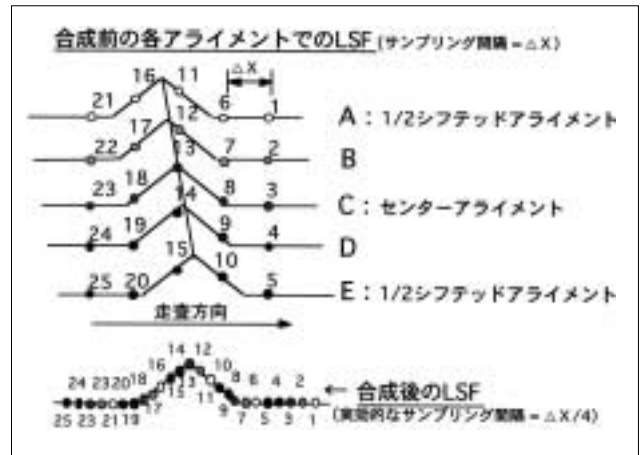 合成前の各アライメントでのLSF (サンプリング間隔 = △X)
△X
16 11
21 6 1 A : 1/2シフテッドアライメント
17 12
22 7 2 B
13
23 18 8 3 C : センターアライメント
14
24 19 9 4 D
15
25 20 10 5 E : 1/2シフテッドアライメント
走査方向
14 12
16 10
24 23 20 18 8 6 4 2 ← 合成後のLSF
15 13 11
25 23 21 19 17 9 7 5 3 1 (実効的なサンプリング間隔 = △X/4)